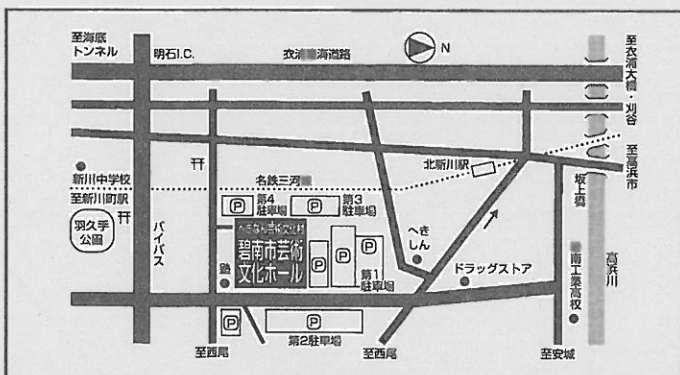 至海底
トンネル
明石I.C.
衣浦
海道路
N
至衣浦大橋・刈谷
至高浜市
新川中学校
至新川町駅
羽久手
公園
バイパス
名鉄三河
北新川駅
坂上橋
高浜川
第4
駐車場
P
第3
駐車場
P
へきなん芸術文化村
碧南市芸術
文化ホール
塾
P
P
P
第1
駐車場
へき
しん
ドラッグストア
南工業高校
P
P
第2駐車場
至西尾
至西尾
至安城